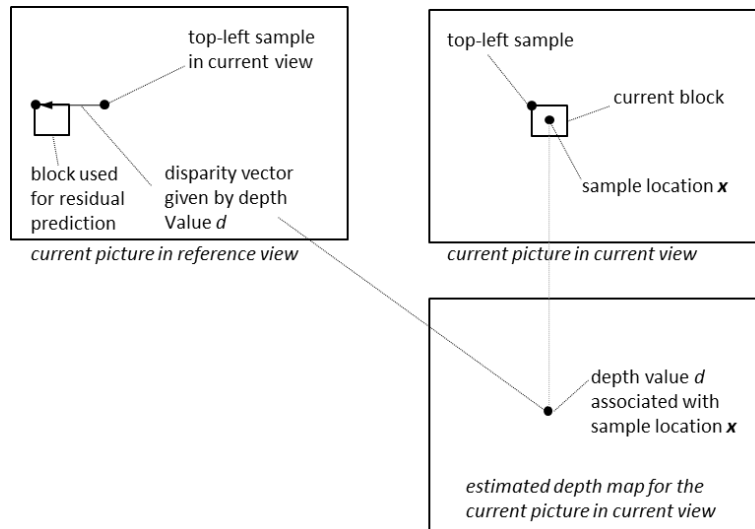 top-left sample
in current view
block used
for residual
prediction
disparity vector
given by depth
Value d
current picture in reference view
top-left sample
current block
sample location x
current picture in current view
depth value d
associated with
sample location x
estimated depth map for the
current picture in current view